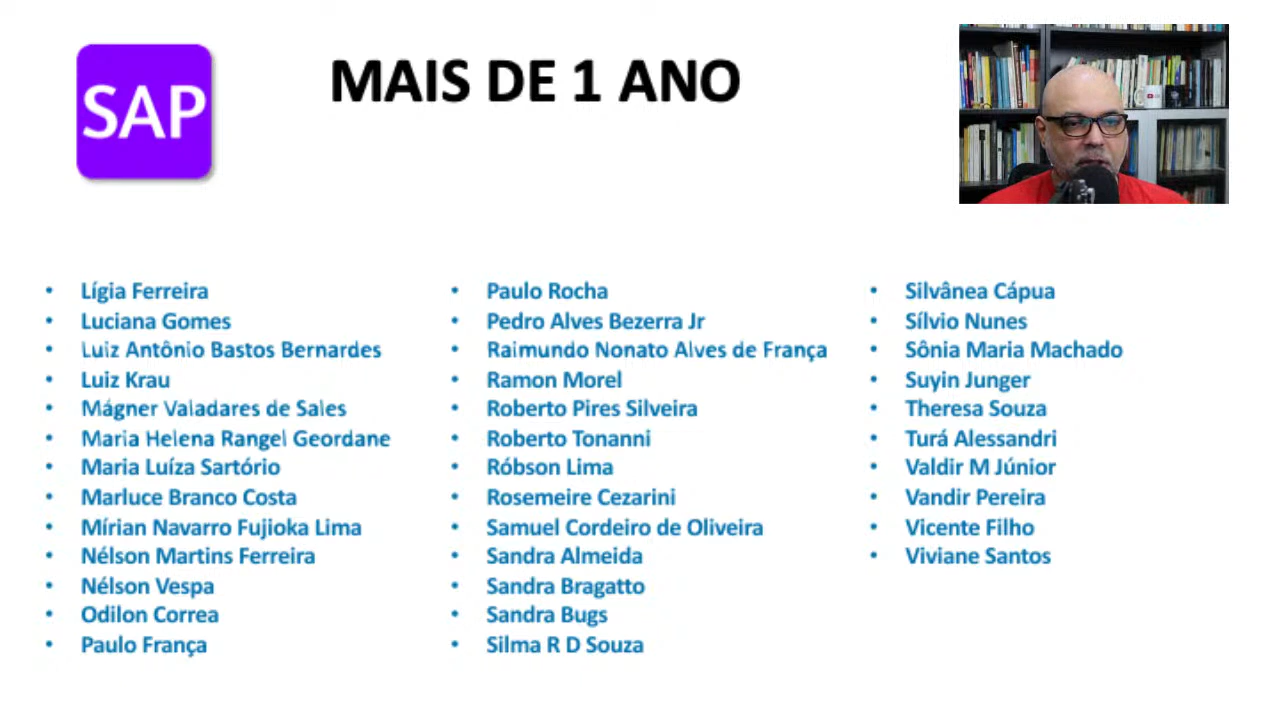 SAP
MAIS DE 1 ANO
• Lígia Ferreira
• Luciana Gomes
• Luiz Antônio Bastos Bernardes
• Luiz Krau
• Mágner Valadares de Sales
• Maria Helena Rangel Geordane
• Maria Luíza Sartório
• Marluce Branco Costa
• Mírian Navarro Fujioka Lima
• Nélson Martins Ferreira
• Nélson Vespa
• Odilon Correa
• Paulo França
• Paulo Rocha
• Pedro Alves Bezerra Jr
• Raimundo Nonato Alves de França
• Ramon Morel
• Roberto Pires Silveira
• Roberto Tonanni
• Róbson Lima
• Rosemeire Cezarini
• Samuel Cordeiro de Oliveira
• Sandra Almeida
• Sandra Bragatto
• Sandra Bugs
• Silma R D Souza
• Silvânea Cápua
• Sílvio Nunes
• Sônia Maria Machado
• Suyin Junger
• Theresa Souza
• Turá Alessandri
• Valdir M Júnior
• Vandir Pereira
• Vicente Filho
• Viviane Santos